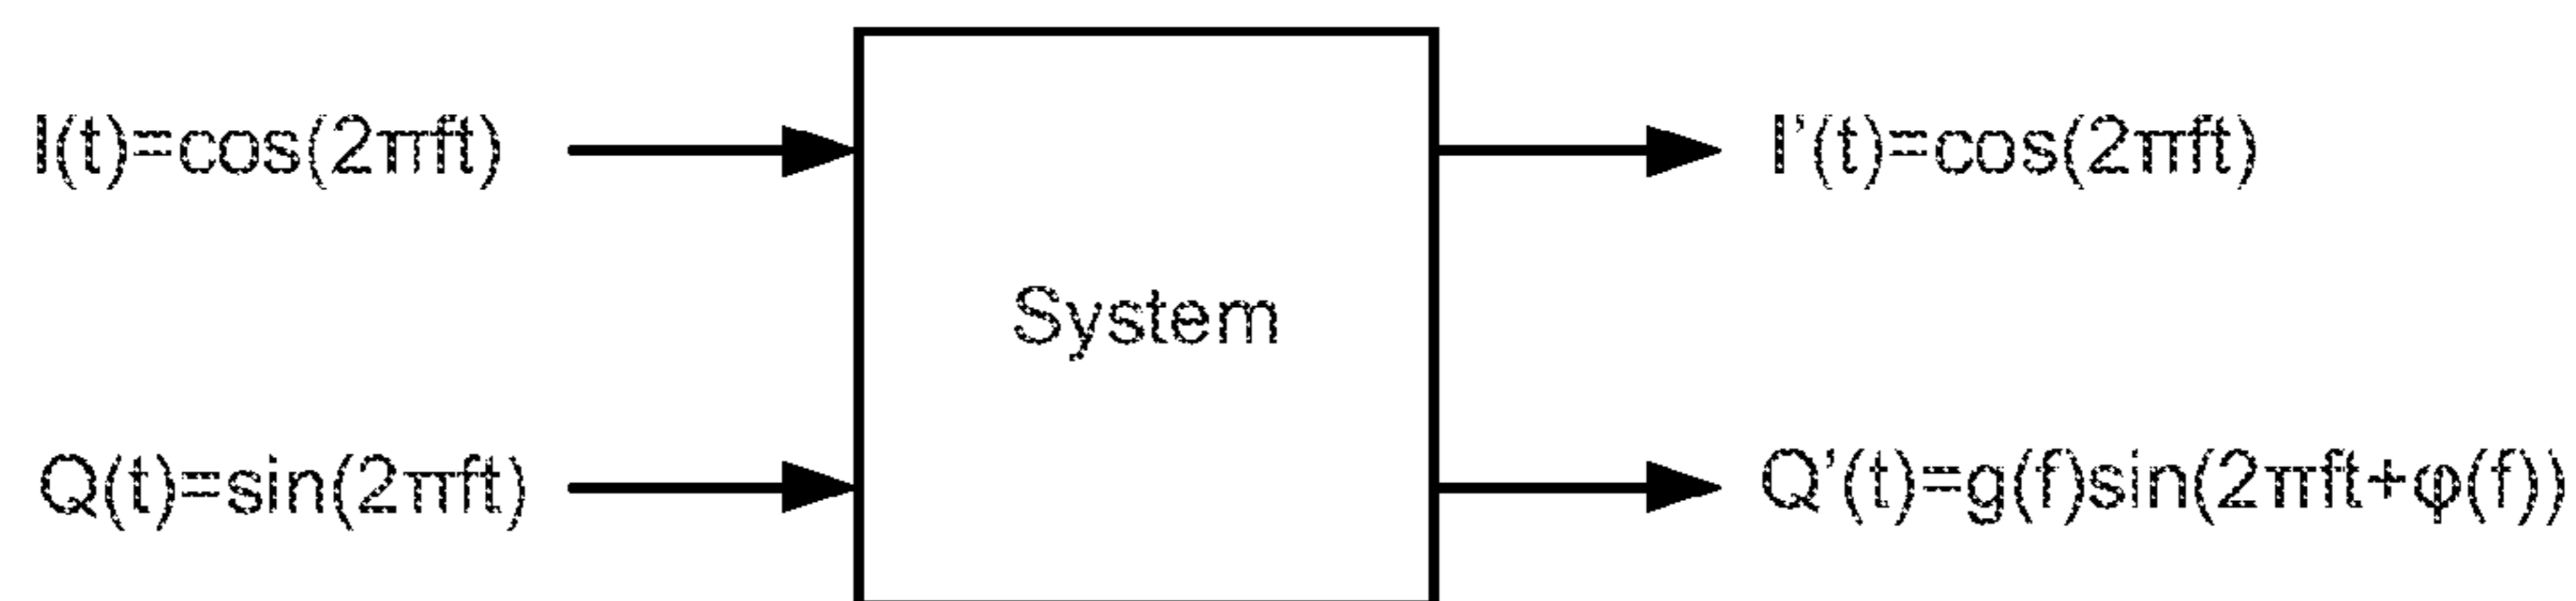 I(t)=cos(2πft)
I’(t)=cos(2πft)
System
Q(t)=sin(2πft)
Q’(t)=g(f)sin(2πft+φ(f))